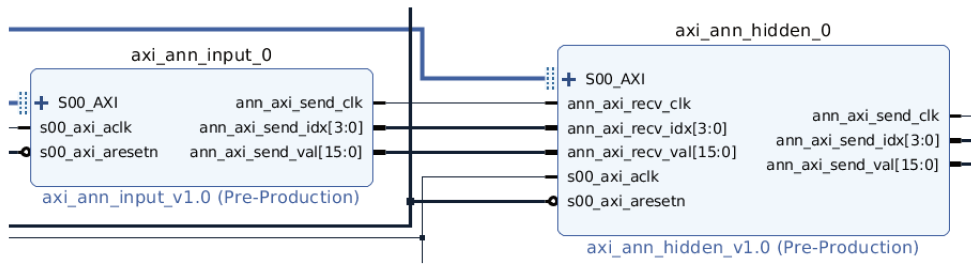 axi_ann_input_0
S00_AXI
s00_axi_aclk
s00_axi_aresetn
ann_axi_send_clk
ann_axi_send_idx[3:0]
ann_axi_send_val[15:0]
axi_ann_input_v1.0 (Pre-Production)
axi_ann_hidden_0
S00_AXI
ann_axi_recv_clk
ann_axi_recv_idx[3:0]
ann_axi_recv_val[15:0]
s00_axi_aclk
s00_axi_aresetn
ann_axi_send_clk
ann_axi_send_idx[3:0]
ann_axi_send_val[15:0]
axi_ann_hidden_v1.0 (Pre-Production)